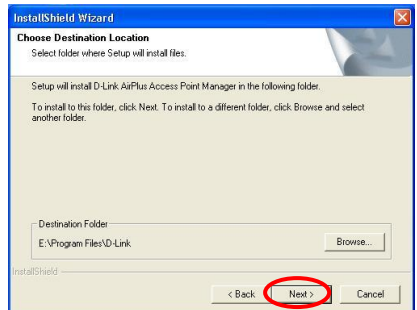 InstallShield Wizard
Choose Destination Location
Select folder where Setup will install files.
Setup will install D-Link AirPlus Access Point Manager in the following folder.
To install to this folder, click Next. To install to a different folder, click Browse and select
another folder.
Destination Folder
E:\Program Files\D-Link
Browse...
InstallShield
< Back
Next >
Cancel